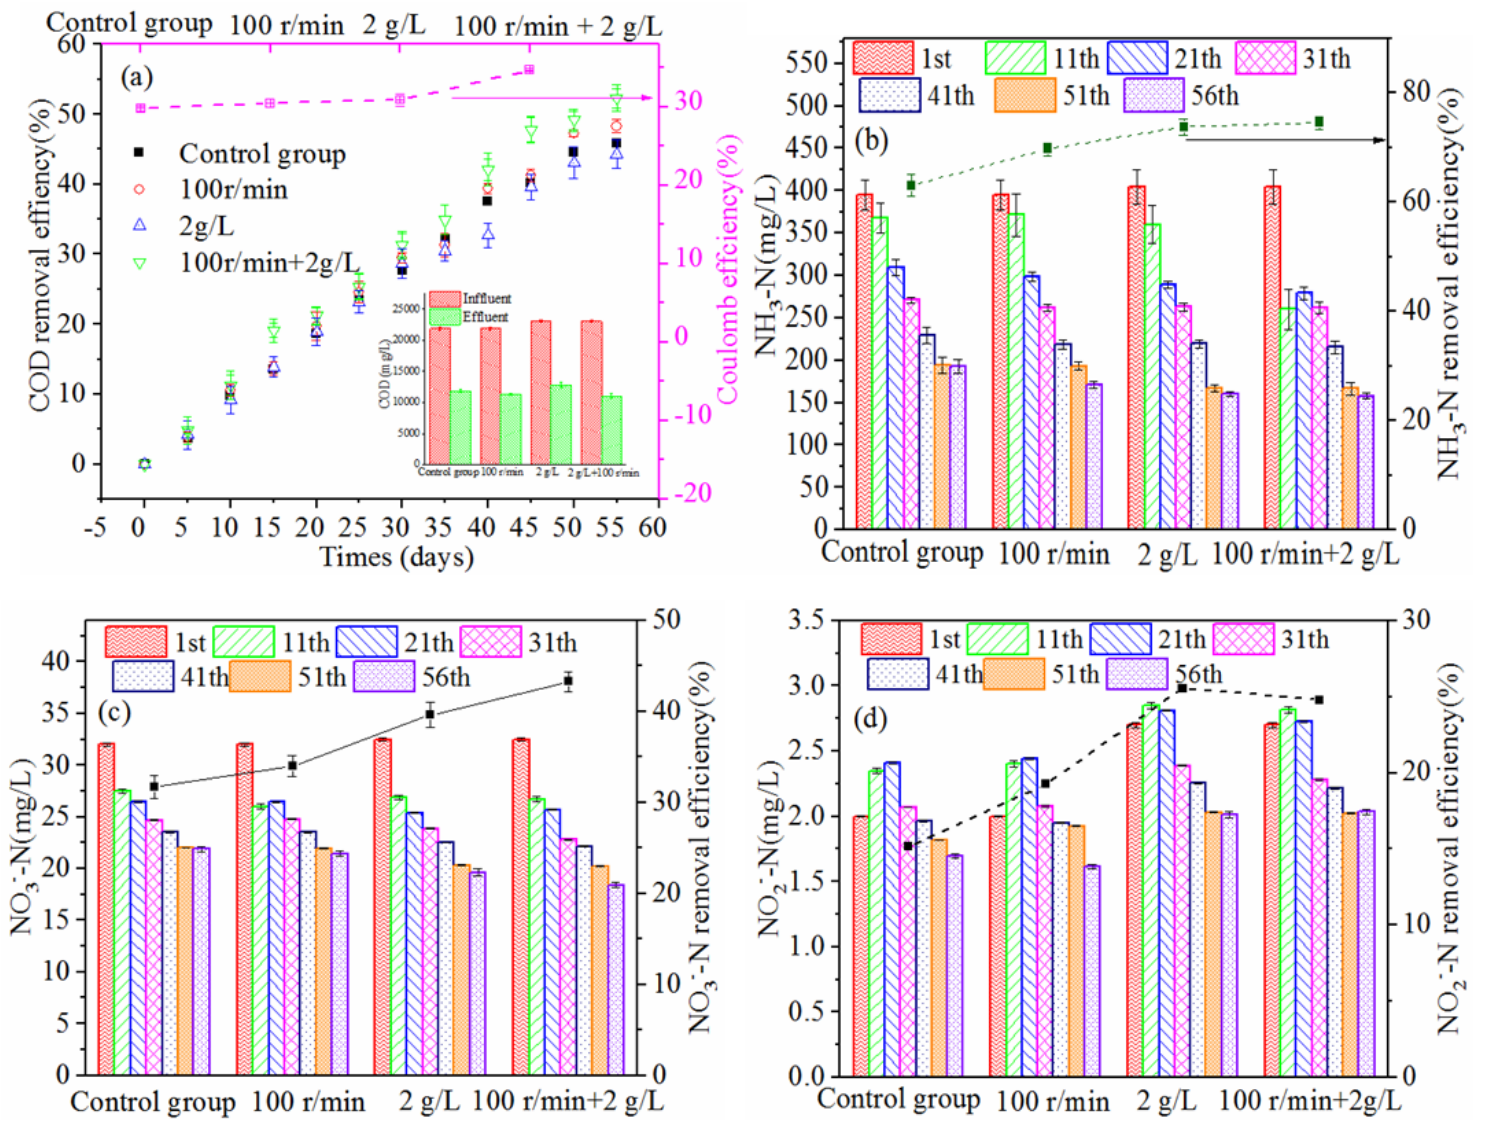 Control group 100 r/min 2 g/L 100 r/min + 2 g/L
(a)
Control group
100r/min
2g/L
100r/min+2g/L
COD removal efficiency(%)
60
50
40
30
20
10
0
Coulomb effciency(%)
30
20
10
0
-10
-20
-5 0 5 10 15 20 25 30 35 40 45 50 55 60
Times (days)
Inffluent
Effluent
COD (m g/L)
25000
20000
15000
10000
5000
0
Control group 100 r/min 2 g/L 2 g/L+100 r/min
1st 11th 21th 31th
41th 51th 56th
(b)
NH3-N(mg/L)
550
500
450
400
350
300
250
200
150
100
50
0
NH3-N removal efficiency(%)
80
60
40
20
0
Control group 100 r/min 2 g/L 100 r/min+2 g/L
1st 11th 21th 31th
41th 51th 56th
(c)
NO3⁻-N(mg/L)
40
35
30
25
20
15
10
5
0
NO3⁻-N removal efficiency(%)
50
40
30
20
10
0
Control group 100 r/min 2 g/L 100 r/min+2 g/L
1st 11th 21th 31th
41th 51th 56th
(d)
NO2⁻-N(mg/L)
3.5
3.0
2.5
2.0
1.5
1.0
0.5
0.0
NO2⁻-N removal efficiency(%)
30
20
10
0
Control group 100 r/min 2 g/L 100 r/min+2g/L